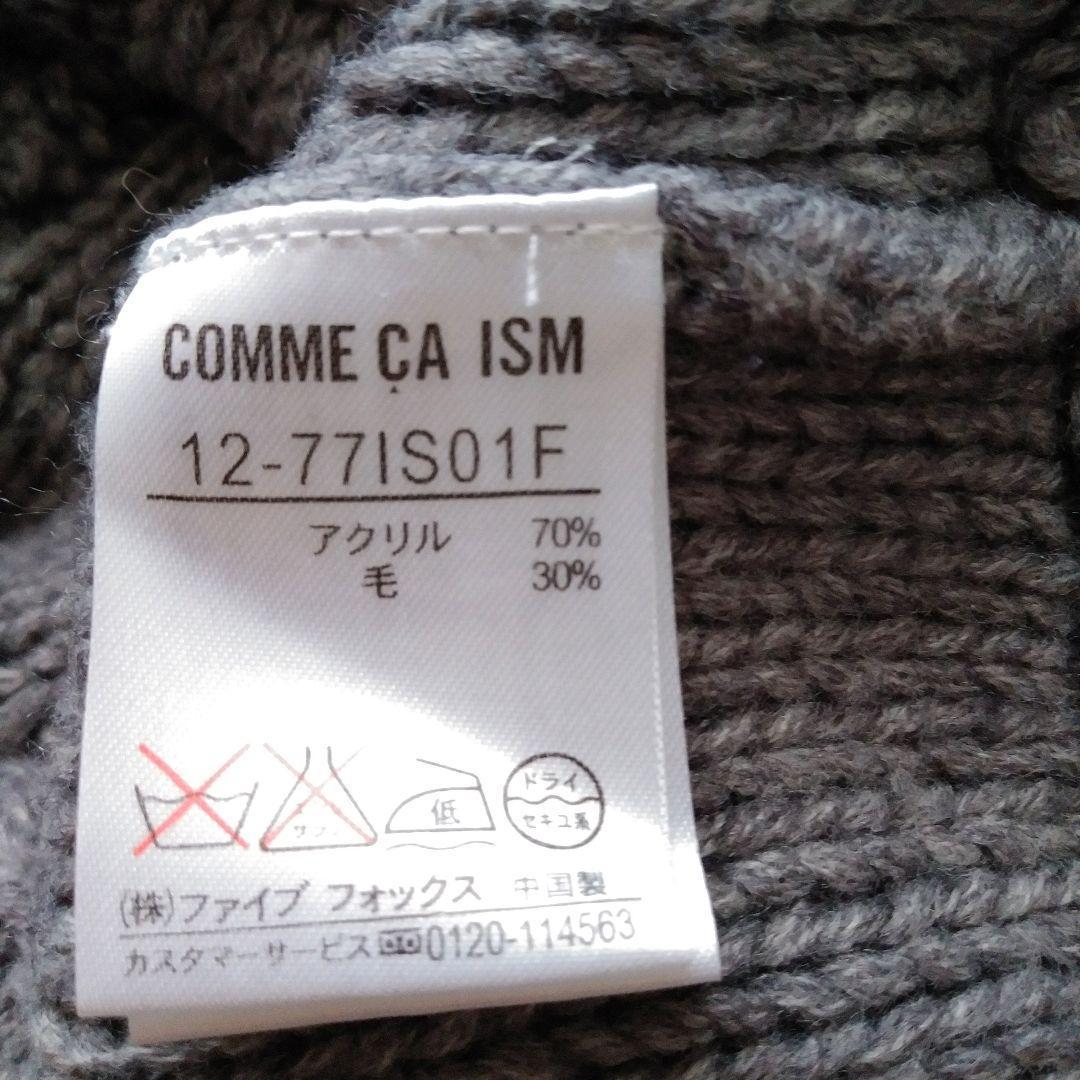 COMME ÇA ISM
12-77IS01F
アクリル 70%
毛 30%
低
ドライ
セキユ系
(株)ファイブ フォックス 中国製
カスタマーサービス 0120-114563